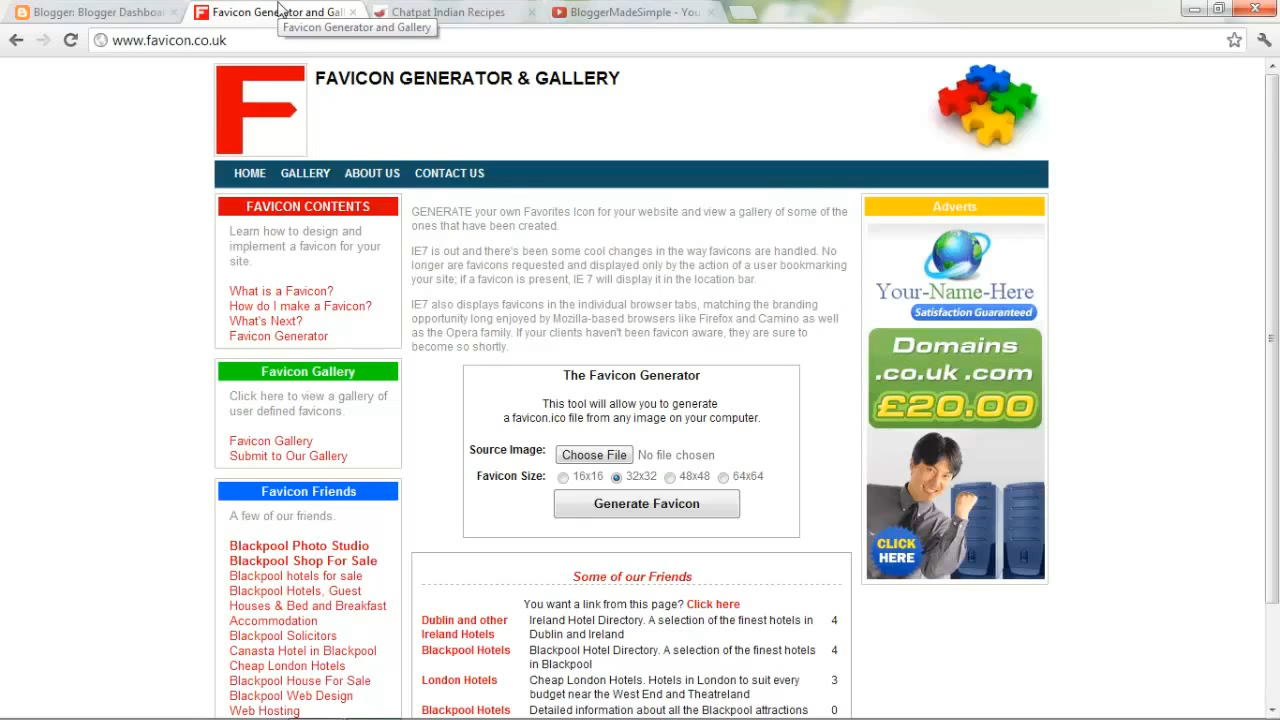 Blogger: Blogger Dashboa
Favicon Generator and Gall
Chatpat Indian Recipes
BloggerMadeSimple - You
Favicon Generator and Gallery
www.favicon.co.uk
FAVICON GENERATOR & GALLERY
HOME GALLERY ABOUT US CONTACT US
FAVICON CONTENTS
Learn how to design and
implement a favicon for your
site.
What is a Favicon?
How do I make a Favicon?
What's Next?
Favicon Generator
Favicon Gallery
Click here to view a gallery of
user defined favicons.
Favicon Gallery
Submit to Our Gallery
Favicon Friends
A few of our friends.
Blackpool Photo Studio
Blackpool Shop For Sale
Blackpool hotels for sale
Blackpool Hotels, Guest
Houses & Bed and Breakfast
Accommodation
Blackpool Solicitors
Canasta Hotel in Blackpool
Cheap London Hotels
Blackpool House For Sale
Blackpool Web Design
Web Hosting
GENERATE your own Favorites Icon for your website and view a gallery of some of the
ones that have been created.
IE7 is out and there's been some cool changes in the way favicons are handled. No
longer are favicons requested and displayed only by the action of a user bookmarking
your site; if a favicon is present, IE 7 will display it in the location bar.
IE7 also displays favicons in the individual browser tabs, matching the branding
opportunity long enjoyed by Mozilla-based browsers like Firefox and Camino as well
as the Opera family. If your clients haven't been favicon aware, they are sure to
become so shortly.
The Favicon Generator
This tool will allow you to generate
a favicon.ico file from any image on your computer.
Source Image: Choose File No file chosen
Favicon Size: 16x16 32x32 48x48 64x64
Generate Favicon
Some of our Friends
You want a link from this page? Click here
Dublin and other Ireland Hotel Directory. A selection of the finest hotels in 4
Ireland Hotels Dublin and Ireland
Blackpool Hotels Blackpool Hotel Directory. A selection of the finest hotels 4
in Blackpool
London Hotels Cheap London Hotels. Hotels in London to suit every 3
budget near the West End and Theatreland
Blackpool Hotels Detailed information about all the Blackpool attractions 0
Adverts
Your-Name-Here
Satisfaction Guaranteed
Domains
.co.uk .com
£20.00
CLICK
HERE